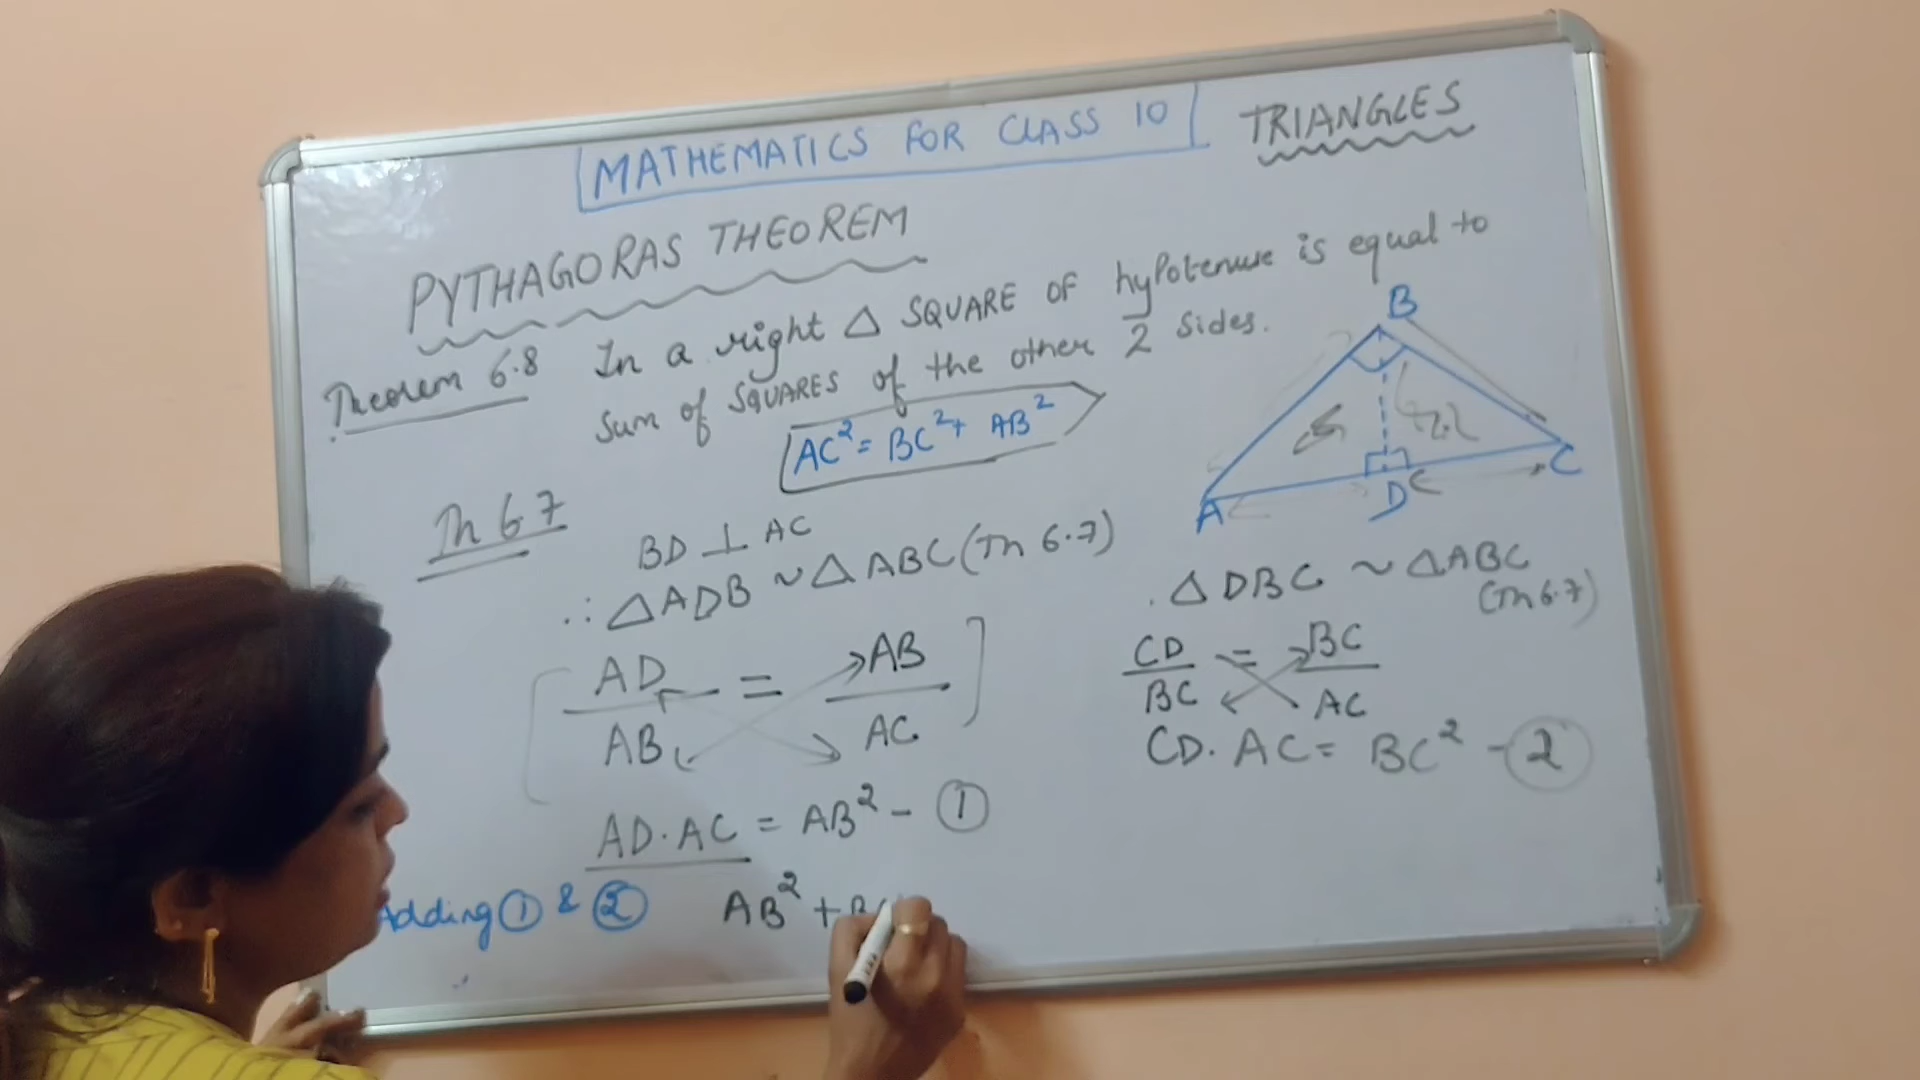 MATHEMATICS FOR CLASS 10
TRIANGLES
PYTHAGORAS THEOREM
Theorem 6.8 In a right △ SQUARE OF hypotenuse is equal to
sum of SQUARES of the other 2 sides.
AC² = BC² + AB²
B
A
D
C
C
Th 6.7
BD ⊥ AC
∴ △ADB ~ △ABC (Th 6.7)
AD = AB
AB AC
AD·AC = AB² - ①
△DBC ~ △ABC
(Th 6.7)
CD = BC
BC AC
CD. AC = BC² - ②
Adding ① & ② AB² + B